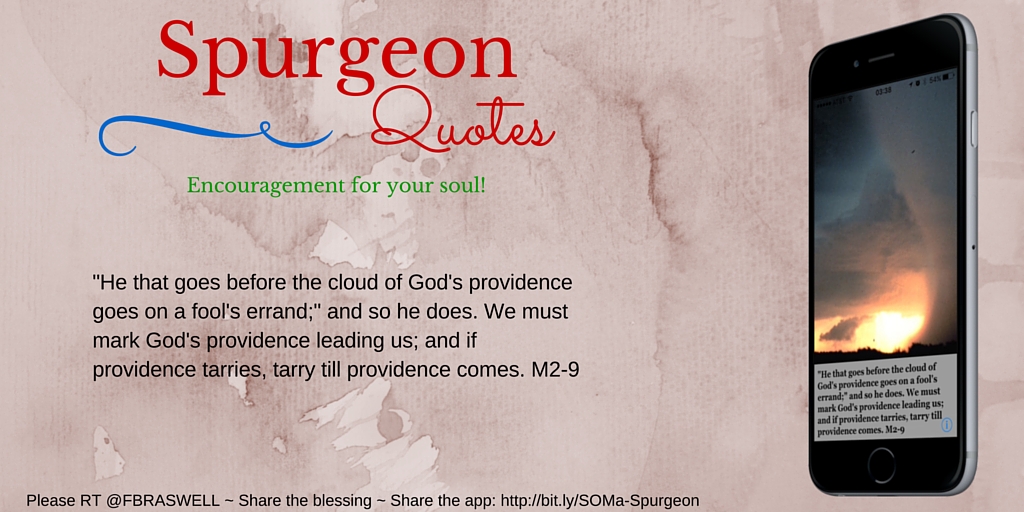 Spurgeon
Quotes
Encouragement for your soul!
"He that goes before the cloud of God's providence
goes on a fool's errand;" and so he does. We must
mark God's providence leading us; and if
providence tarries, tarry till providence comes. M2-9
Please RT @FBRASWELL ~ Share the blessing ~ Share the app: http://bit.ly/SOMa-Spurgeon
03:38
54%
"He that goes before the cloud of
God's providence goes on a fool's
errand;" and so he does. We must
mark God's providence leading us;
and if providence tarries, tarry till
providence comes. M2-9